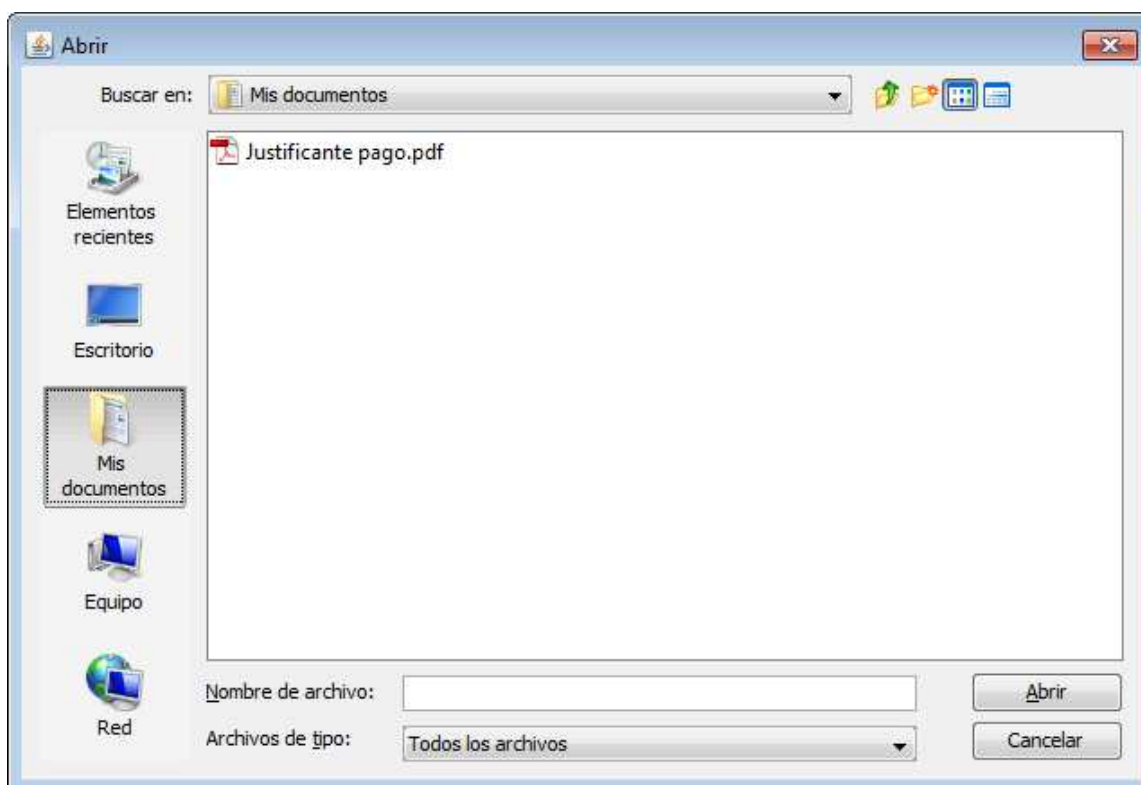 Abrir
Buscar en:
Mis documentos
Justificante pago.pdf
Elementos
recientes
Escritorio
Mis
documentos
Equipo
Red
Nombre de archivo:
Abrir
Archivos de tipo:
Todos los archivos
Cancelar